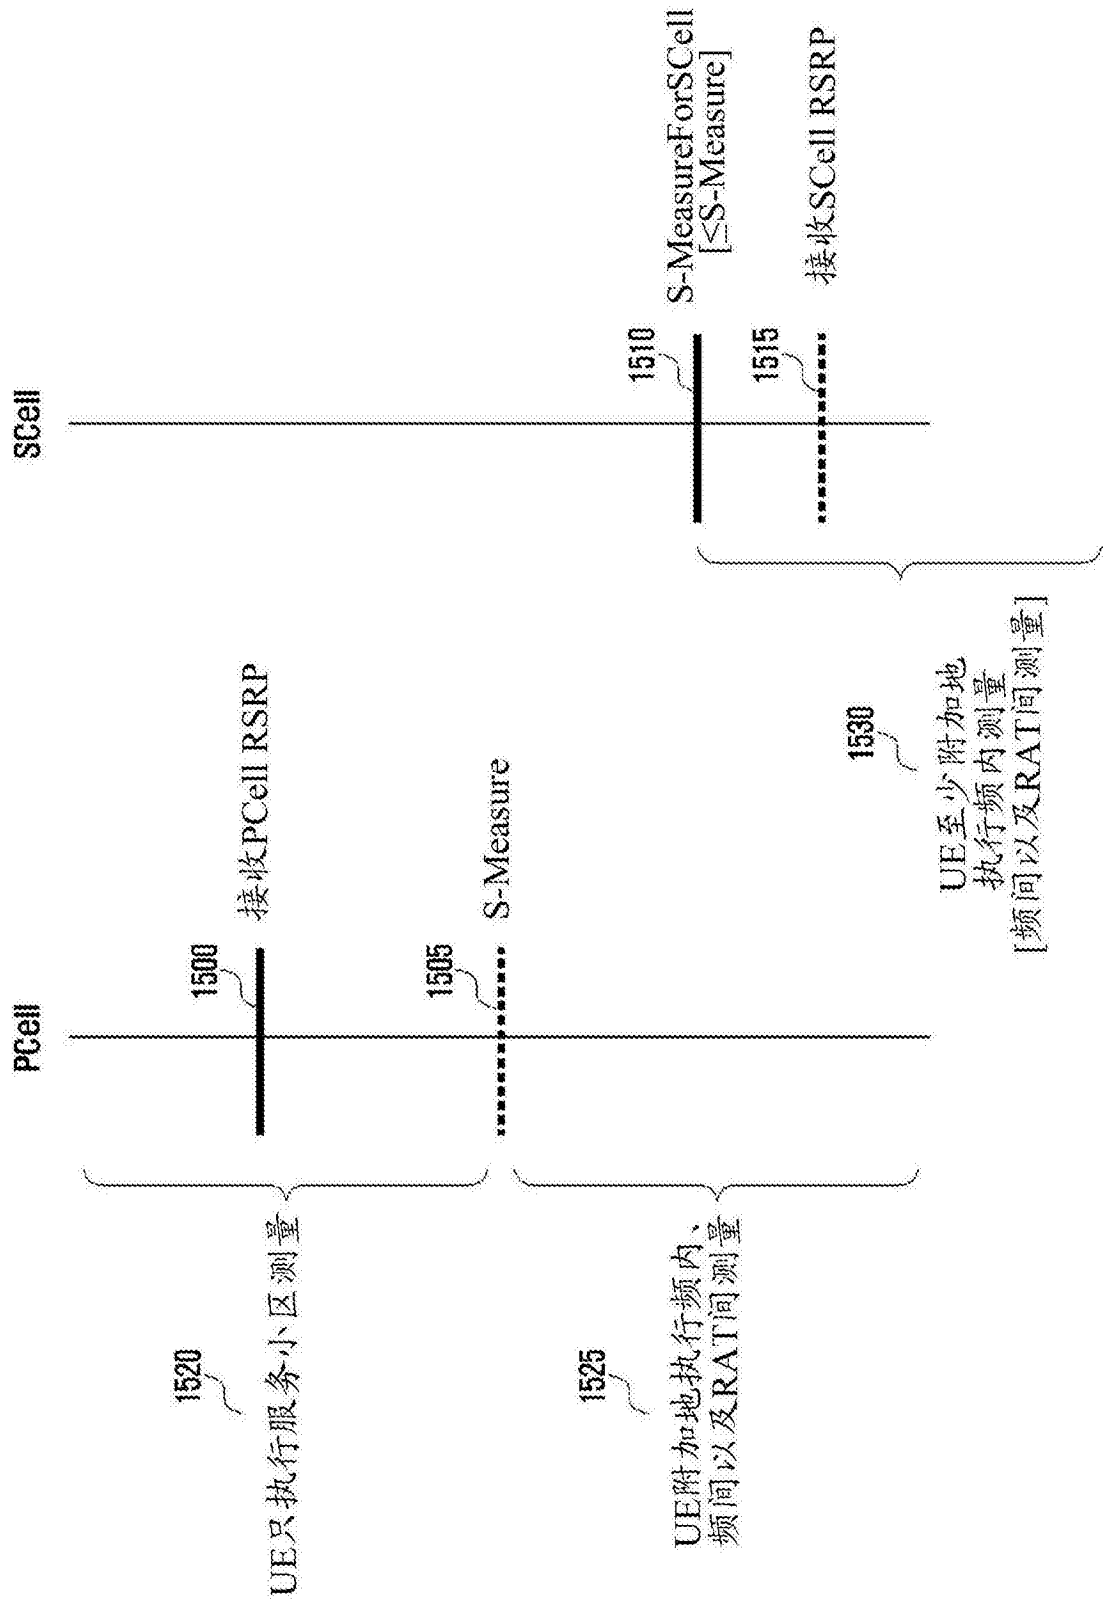 PCell
SCell
1500
接收PCell RSRP
1505
S-Measure
1510
S-MeasureForSCell
[≤S-Measure]
1515
接收SCell RSRP
1520
UE只执行服务小区测量
1525
UE附加地执行频内、
频间以及RAT间测量
1530
UE至少附加地
执行频内测量
[频间以及RAT间测量]